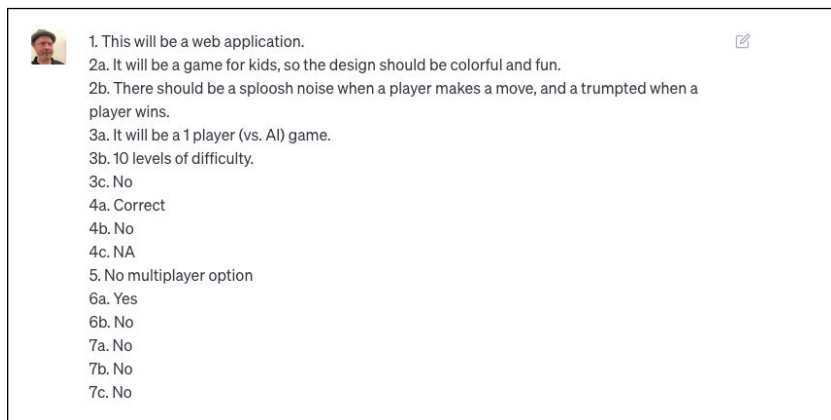 1. This will be a web application.
2a. It will be a game for kids, so the design should be colorful and fun.
2b. There should be a sploosh noise when a player makes a move, and a trumpted when a
player wins.
3a. It will be a 1 player (vs. AI) game.
3b. 10 levels of difficulty.
3c. No
4a. Correct
4b. No
4c. NA
5. No multiplayer option
6a. Yes
6b. No
7a. No
7b. No
7c. No